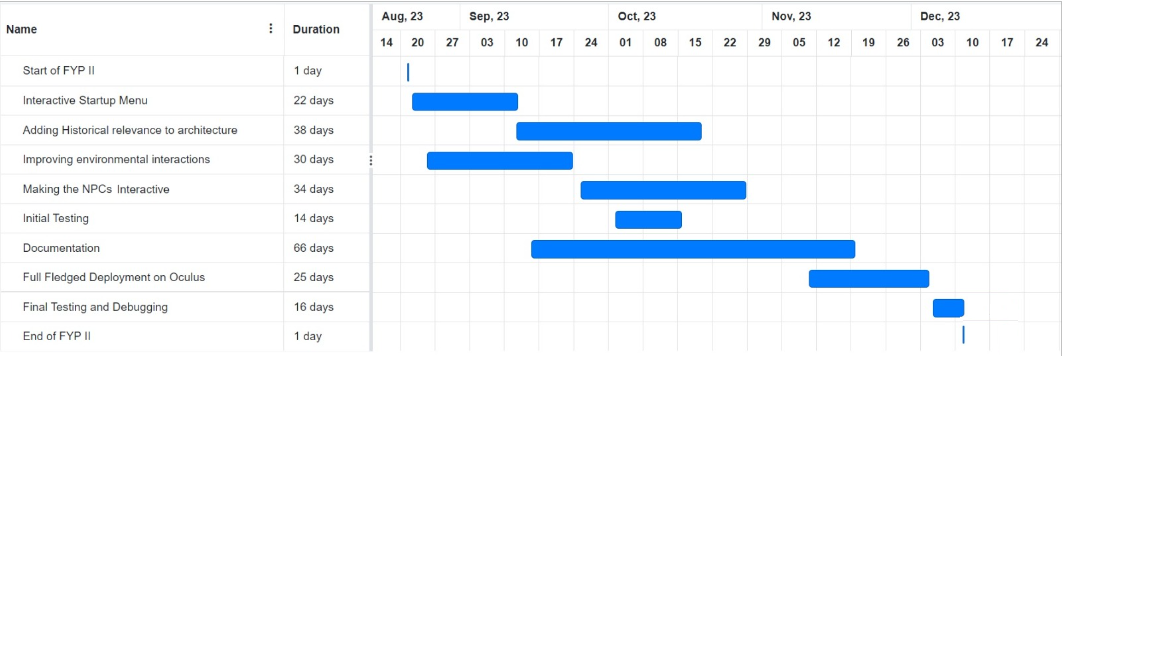 Name Duration Aug, 23 Sep, 23 Oct, 23 Nov, 23 Dec, 23
14 20 27 03 10 17 24 01 08 15 22 29 05 12 19 26 03 10 17 24
Start of FYP II 1 day
Interactive Startup Menu 22 days
Adding Historical relevance to architecture 38 days
Improving environmental interactions 30 days
Making the NPCs Interactive 34 days
Initial Testing 14 days
Documentation 66 days
Full Fledged Deployment on Oculus 25 days
Final Testing and Debugging 16 days
End of FYP II 1 day